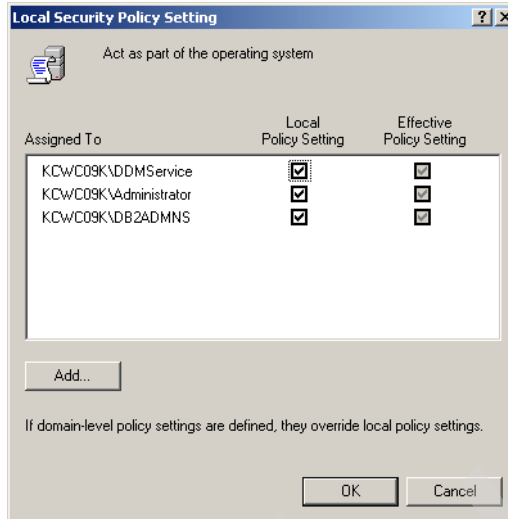 Local Security Policy Setting
Act as part of the operating system
Local Effective
Assigned To Policy Setting Policy Setting
KCWC09K\DDMService
KCWC09K\Administrator
KCWC09K\DB2ADMNS
Add...
If domain-level policy settings are defined, they override local policy settings.
OK Cancel